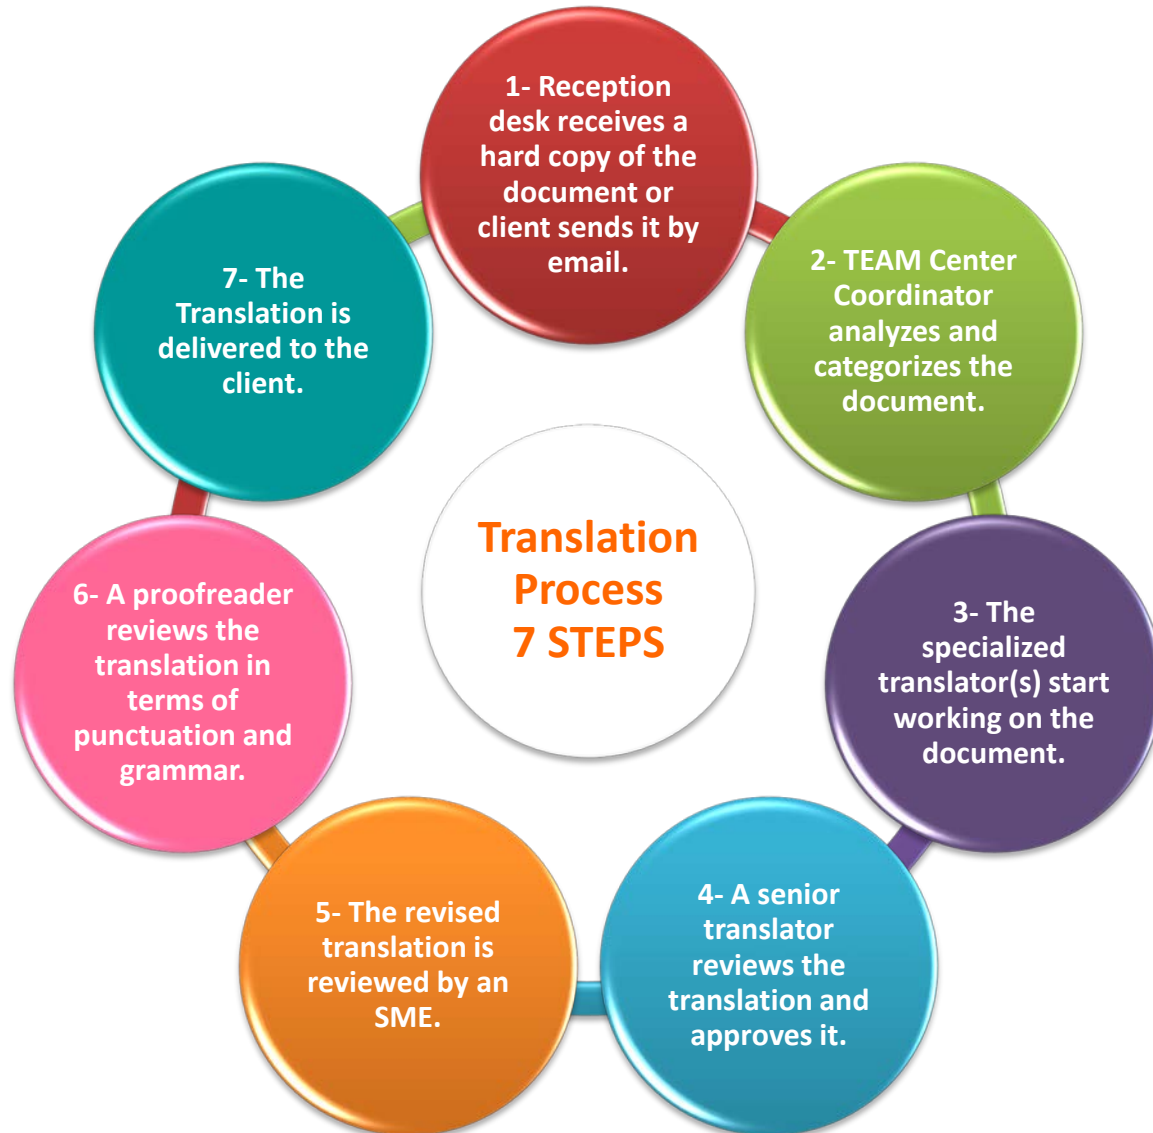 1- Reception
desk receives a
hard copy of the
document or
client sends it by
email.
2- TEAM Center
Coordinator
analyzes and
categorizes the
document.
3- The
specialized
translator(s) start
working on the
document.
4- A senior
translator
reviews the
translation and
approves it.
5- The revised
translation is
reviewed by an
SME.
6- A proofreader
reviews the
translation in
terms of
punctuation and
grammar.
7- The
Translation is
delivered to the
client.
Translation
Process
7 STEPS